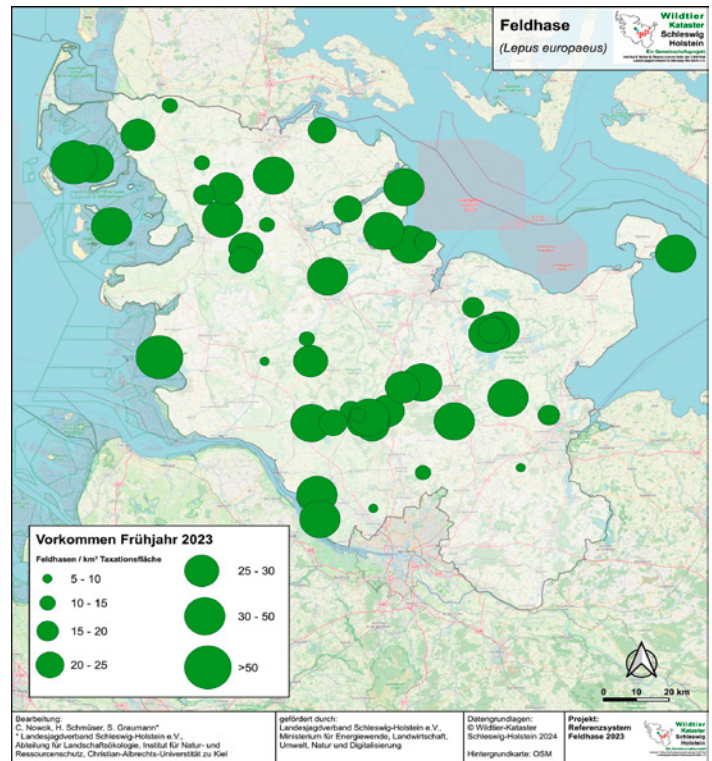 Feldhase
(Lepus europaeus)
Wildtier
Kataster
Schleswig
Holstein
Ein Gemeinschaftsprojekt
Vorkommen Frühjahr 2023
Feldhasen / km² Taxationsfläche
5 - 10
10 - 15
15 - 20
20 - 25
25 - 30
30 - 50
>50
0 10 20 km
Bearbeitung:
C. Nowok, H. Schmüser, S. Graumann*
* Landesjagdverband Schleswig-Holstein e.V.,
Abteilung für Landschaftsökologie, Institut für Natur- und
Ressourcenschutz, Christian-Albrechts-Universität zu Kiel
gefördert durch:
Landesjagdverband Schleswig-Holstein e.V.,
Ministerium für Energiewende, Landwirtschaft,
Umwelt, Natur und Digitalisierung
Datengrundlagen:
© Wildtier-Kataster
Schleswig-Holstein 2024
Hintergrundkarte: OSM
Projekt:
Referenzsystem
Feldhase 2023
Wildtier
Kataster
Schleswig
Holstein